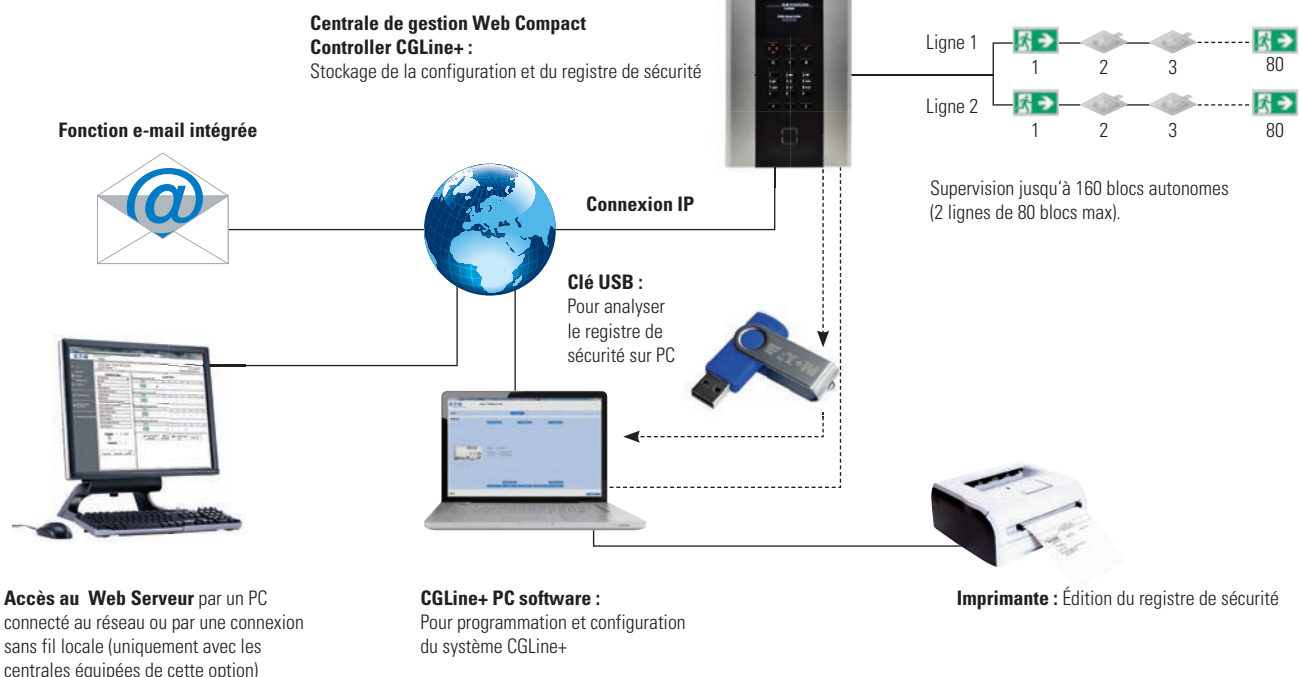 Centrale de gestion Web Compact
Controller CGLine+ :
Stockage de la configuration et du registre de sécurité
Ligne 1
1
2
3
80
Ligne 2
1
2
3
80
Supervision jusqu'à 160 blocs autonomes
(2 lignes de 80 blocs max).
Fonction e-mail intégrée
@
Connexion IP
Clé USB :
Pour analyser
le registre de
sécurité sur PC
EATON
Accès au Web Serveur par un PC
connecté au réseau ou par une connexion
sans fil locale (uniquement avec les
centrales équipées de cette option)
CGLine+ PC software :
Pour programmation et configuration
du système CGLine+
Imprimante : Édition du registre de sécurité